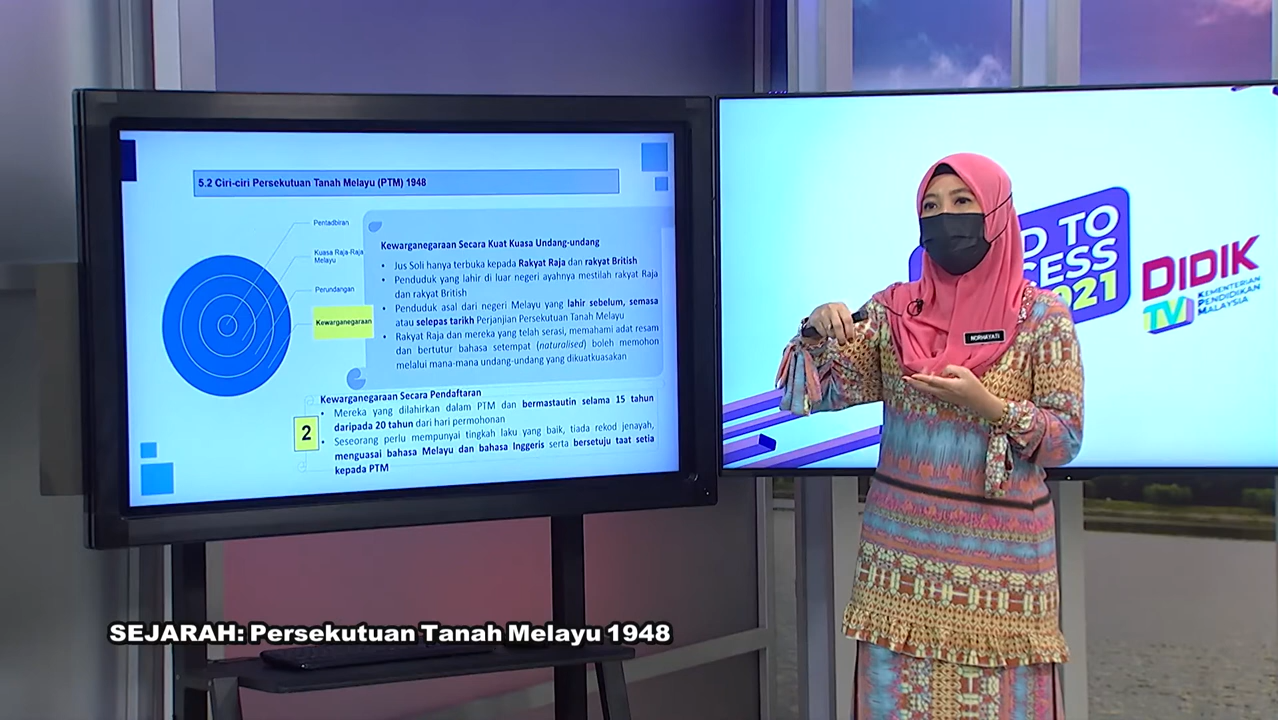 5.2 Ciri-ciri Persekutuan Tanah Melayu (PTM) 1948
Pentadbiran
Kuasa Raja-Raja
Melayu
Perundangan
Kewarganegaraan
Kewarganegaraan Secara Kuat Kuasa Undang-undang
• Jus Soli hanya terbuka kepada Rakyat Raja dan rakyat British
• Penduduk yang lahir di luar negeri ayahnya mestilah rakyat Raja
dan rakyat British
• Penduduk asal dari negeri Melayu yang lahir sebelum, semasa
atau selepas tarikh Perjanjian Persekutuan Tanah Melayu
• Rakyat Raja dan mereka yang telah serasi, memahami adat resam
dan bertutur bahasa setempat (naturalised) boleh memohon
melalui mana-mana undang-undang yang dikuatkuasakan
2
Kewarganegaraan Secara Pendaftaran
• Mereka yang dilahirkan dalam PTM dan bermastautin selama 15 tahun
daripada 20 tahun dari hari permohonan
• Seseorang perlu mempunyai tingkah laku yang baik, tiada rekod jenayah,
menguasai bahasa Melayu dan bahasa Inggeris serta bersetuju taat setia
kepada PTM
D TO
CESS
2021
DIDIK
TV
KEMENTERIAN
PENDIDIKAN
MALAYSIA
NORHAYATI
SEJARAH: Persekutuan Tanah Melayu 1948